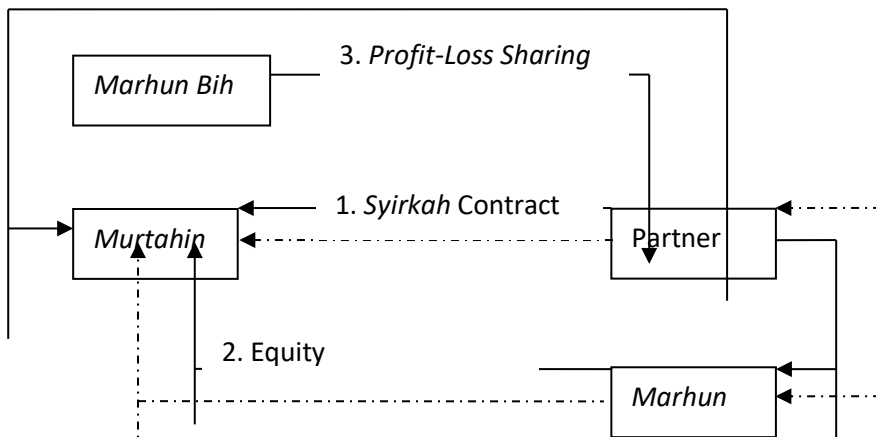 3. Profit-Loss Sharing
Marhun Bih
1. Syirkah Contract
Murtahin
Partner
2. Equity
Marhun